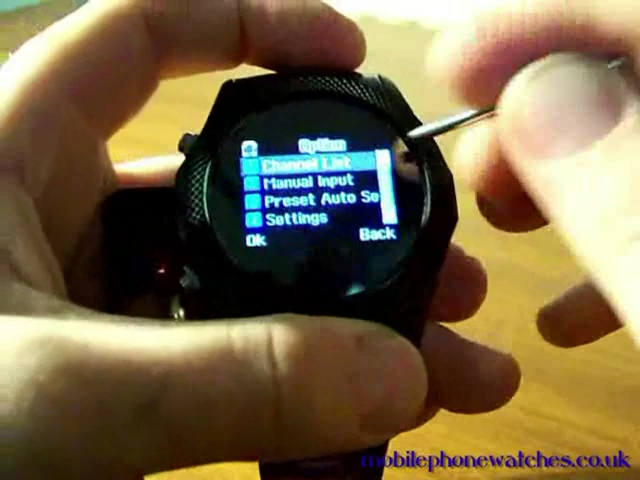 Option
Channel List
Manual Input
Preset Auto Se
Settings
Ok Back
mobilephonewatches.co.uk